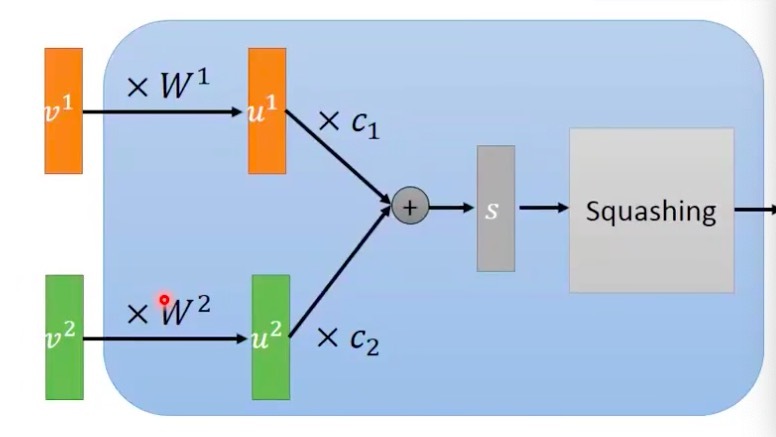 v¹
× W¹
u¹
× c₁
+
s
Squashing
v²
× W²
u²
× c₂